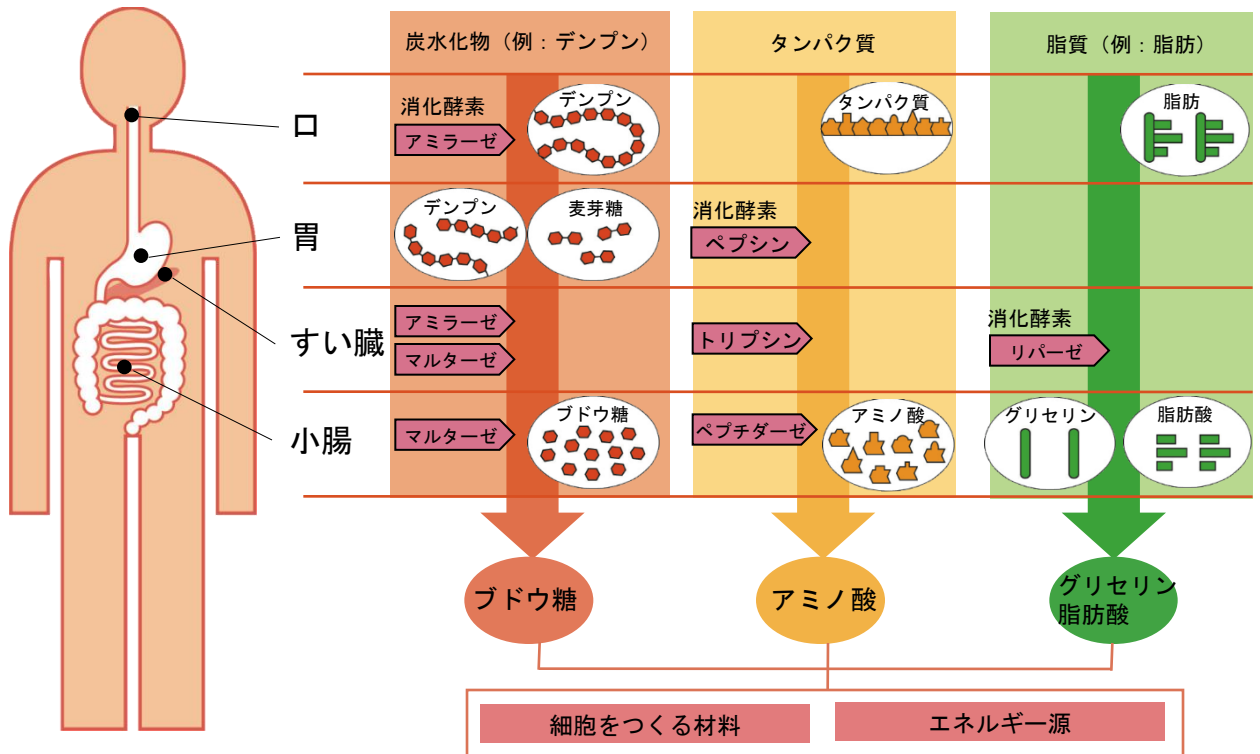 炭水化物（例：デンプン）
タンパク質
脂質（例：脂肪）
口
消化酵素
アミラーゼ
デンプン
タンパク質
脂肪
胃
デンプン
麦芽糖
消化酵素
ペプシン
すい臓
アミラーゼ
マルターゼ
トリプシン
消化酵素
リパーゼ
小腸
マルターゼ
ブドウ糖
ペプチダーゼ
アミノ酸
グリセリン
脂肪酸
ブドウ糖
アミノ酸
グリセリン
脂肪酸
細胞をつくる材料
エネルギー源